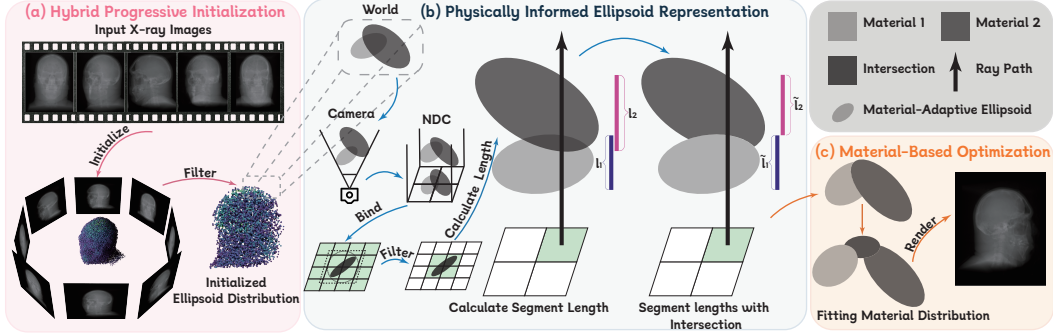 (a) Hybrid Progressive Initialization
Input X-ray Images
Initialize
Filter
Initialized
Ellipsoid Distribution
(b) Physically Informed Ellipsoid Representation
World
Camera
NDC
Bind
Filter
Calculate Length
l₂
l₁
Calculate Segment Length
l̃₂
l̃₁
Segment lengths with
Intersection
Material 1
Material 2
Intersection
Ray Path
Material-Adaptive Ellipsoid
(c) Material-Based Optimization
Render
Fitting Material Distribution